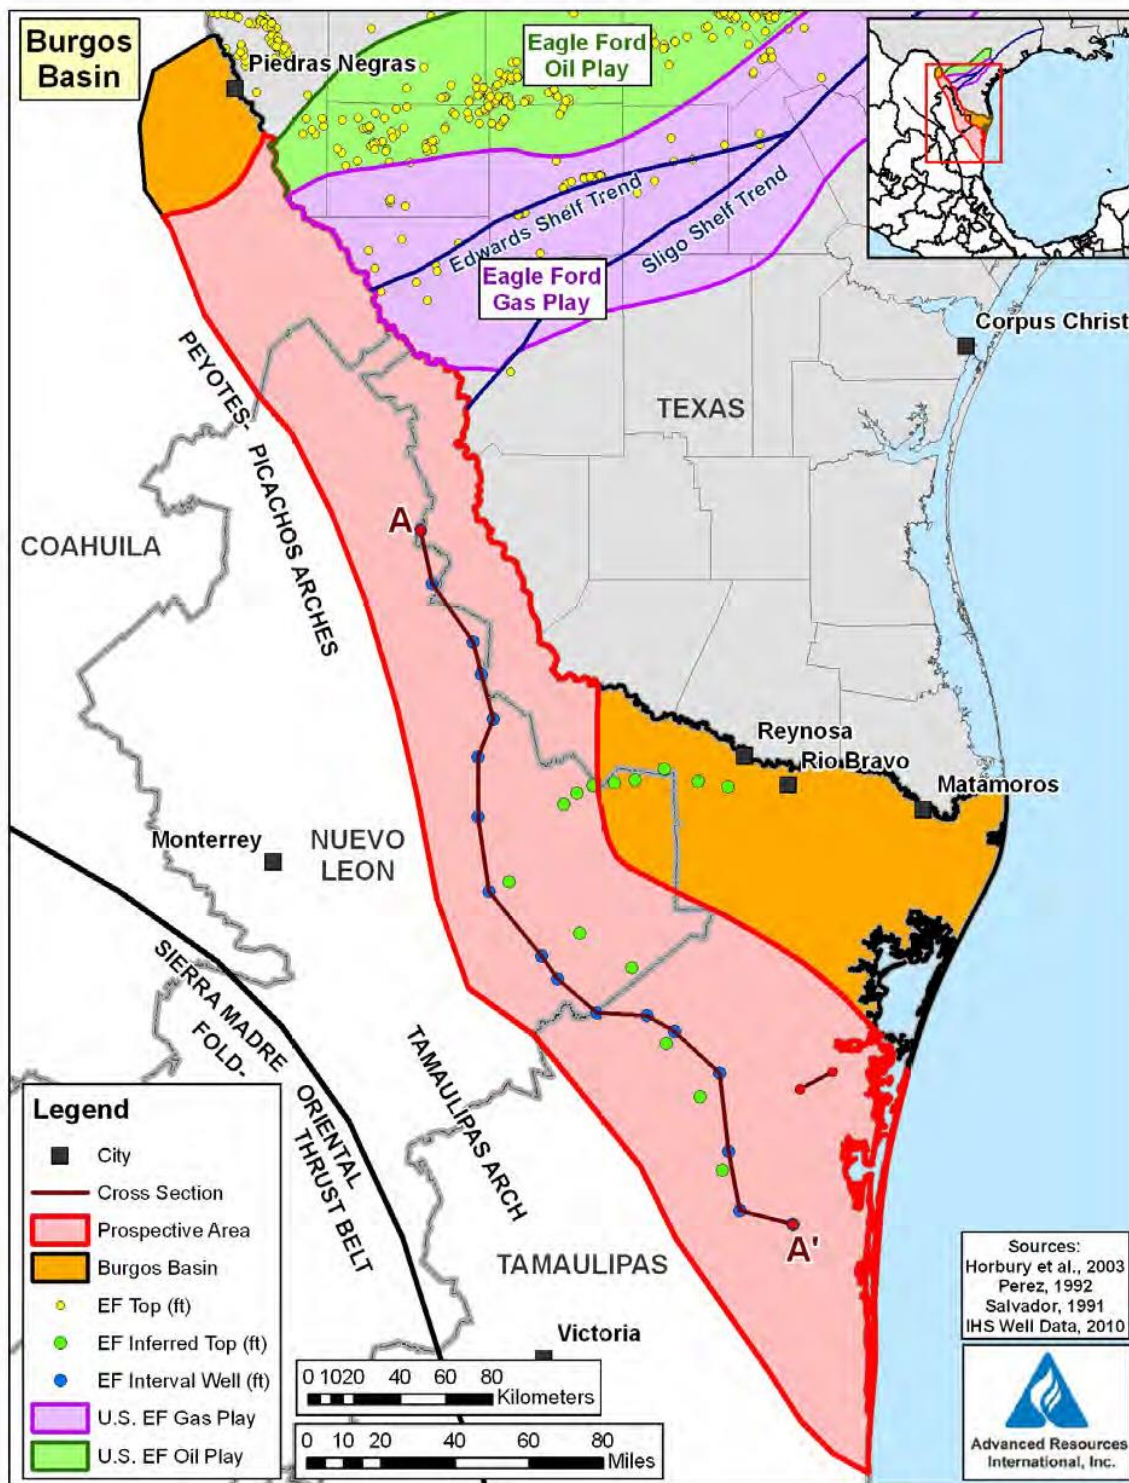 Burgos
Basin
Piedras Negras
Eagle Ford
Oil Play
Edwards Shelf Trend
Sligo Shelf Trend
Eagle Ford
Gas Play
Corpus Christ
TEXAS
PEYOTES-
PICACHOS ARCHES
A
COAHUILA
Reynosa
Rio Bravo
Matamoros
Monterrey
NUEVO
LEON
SIERRA MADRE
FOLD-
ORIENTAL
THRUST BELT
TAMAULIPAS ARCH
A'
TAMAULIPAS
Victoria
Legend
City
Cross Section
Prospective Area
Burgos Basin
EF Top (ft)
EF Inferred Top (ft)
EF Interval Well (ft)
U.S. EF Gas Play
U.S. EF Oil Play
0 10 20 40 60 80
Kilometers
0 10 20 40 60 80
Miles
Sources:
Horbury et al., 2003
Perez, 1992
Salvador, 1991
IHS Well Data, 2010
Advanced Resources
International, Inc.